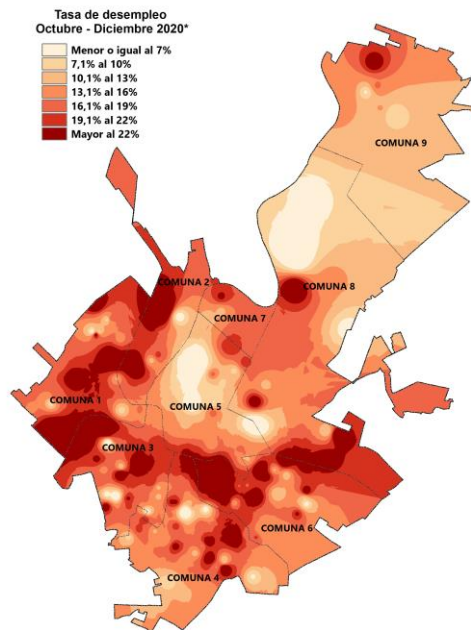 Tasa de desempleo
Octubre - Diciembre 2020*
Menor o igual al 7%
7,1% al 10%
10,1% al 13%
13,1% al 16%
16,1% al 19%
19,1% al 22%
Mayor al 22%
COMUNA 9
COMUNA 2
COMUNA 8
COMUNA 7
COMUNA 1
COMUNA 5
COMUNA 3
COMUNA 6
COMUNA 4